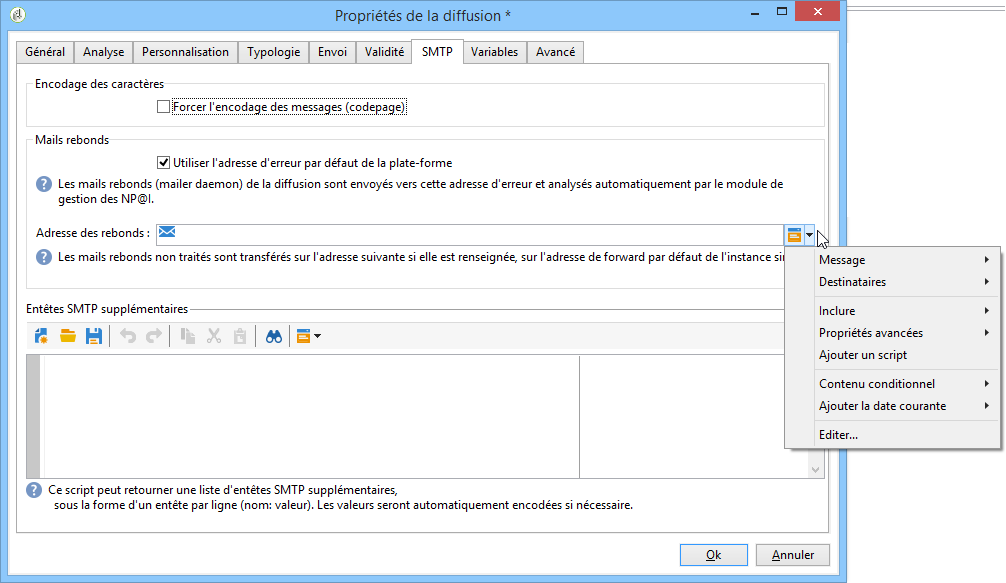 Propriétés de la diffusion *
Général Analyse Personnalisation Typologie Envoi Validité SMTP Variables Avancé
Encodage des caractères
Forcer l'encodage des messages (codepage)
Mails rebonds
Utiliser l'adresse d'erreur par défaut de la plate-forme
Les mails rebonds (mailer daemon) de la diffusion sont envoyés vers cette adresse d'erreur et analysés automatiquement par le module de
gestion des NP@I.
Adresse des rebonds :
Les mails rebonds non traités sont transférés sur l'adresse suivante si elle est renseignée, sur l'adresse de forward par défaut de l'instance sin
Message
Destinataires
Inclure
Propriétés avancées
Ajouter un script
Contenu conditionnel
Ajouter la date courante
Editer...
Entêtes SMTP supplémentaires
Ce script peut retourner une liste d'entêtes SMTP supplémentaires,
sous la forme d'un entête par ligne (nom: valeur). Les valeurs seront automatiquement encodées si nécessaire.
Ok Annuler